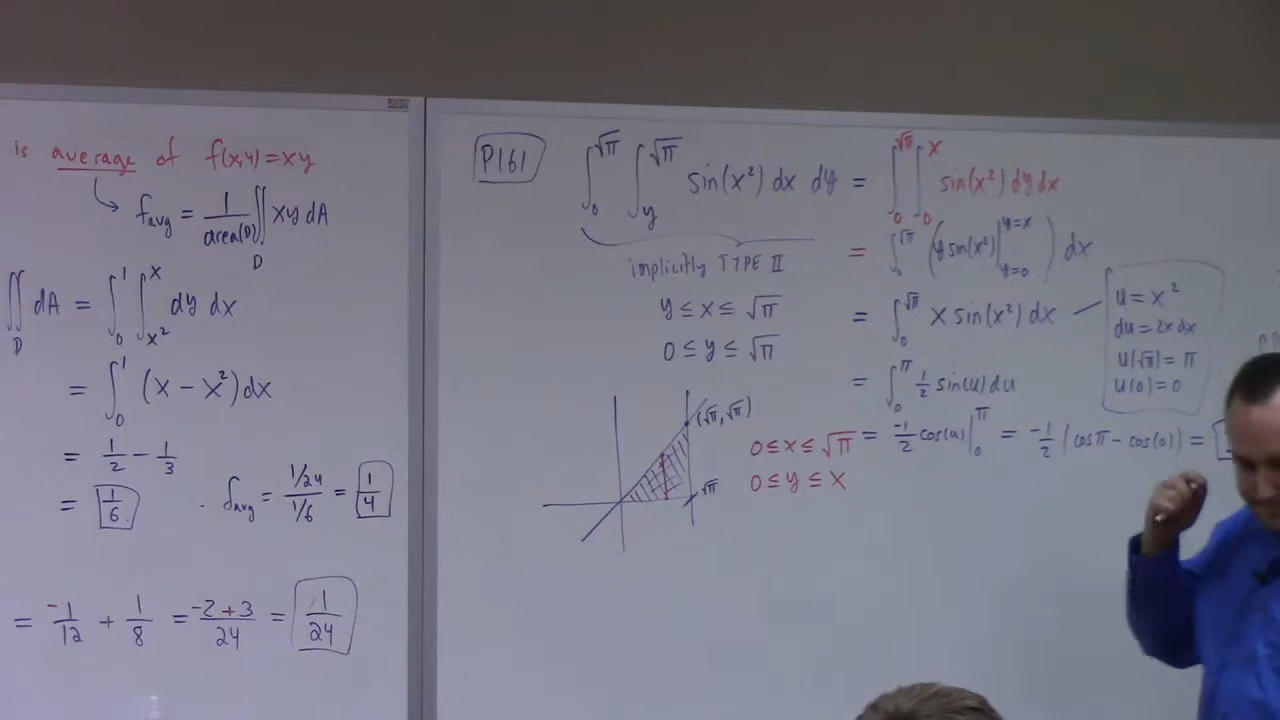 is average of f(x,y)=xy
f_avg = 1/area(D) ∬_D xy dA
∬_D dA = ∫_0^1 ∫_{x²}^x dy dx
= ∫_0^1 (x - x²) dx
= 1/2 - 1/3
= 1/6
. f_avg = (1/24)/(1/6) = 1/4
= -1/12 + 1/8 = (-2+3)/24 = 1/24
P161
∫_0^√π ∫_y^√π sin(x²) dx dy = ∫_0^√π ∫_0^x sin(x²) dy dx
implicitly TYPE II
y ≤ x ≤ √π
0 ≤ y ≤ √π
= ∫_0^√π (y sin(x²)|_{y=0}^{y=x}) dx
= ∫_0^√π x sin(x²) dx
u = x²
du = 2x dx
u(√π) = π
u(0) = 0
= ∫_0^π 1/2 sin(u) du
= -1/2 cos(u)|_0^π = -1/2 (cos π - cos(0)) =
(√π, √π)
√π
0 ≤ x ≤ √π
0 ≤ y ≤ x